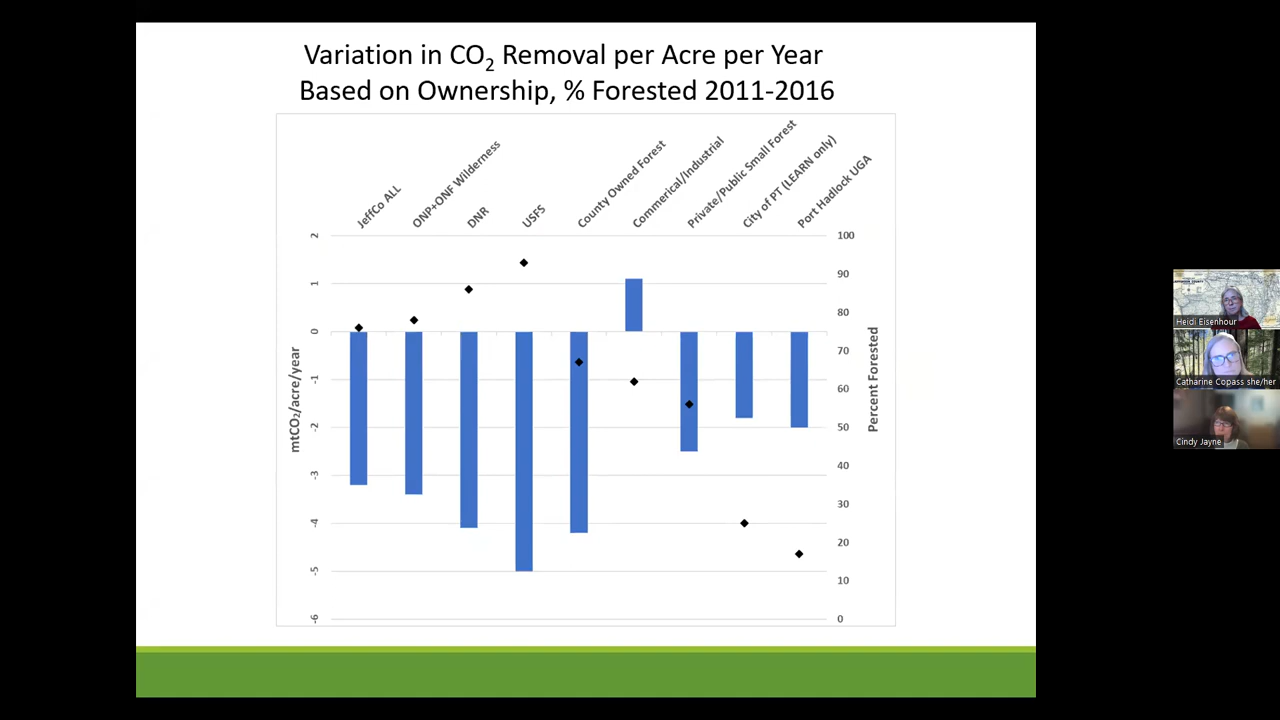 Variation in CO₂ Removal per Acre per Year
Based on Ownership, % Forested 2011-2016
JeffCo ALL
ONP+ONF Wilderness
DNR
USFS
County Owned Forest
Commerical/Industrial
Private/Public Small Forest
City of PT (LEARN only)
Port Hadlock UGA
2
1
0
-1
-2
-3
-4
-5
-6
mtCO₂/acre/year
100
90
80
70
60
50
40
30
20
10
0
Percent Forested
Heidi Eisenhour
Catharine Copass she/her
Cindy Jayne